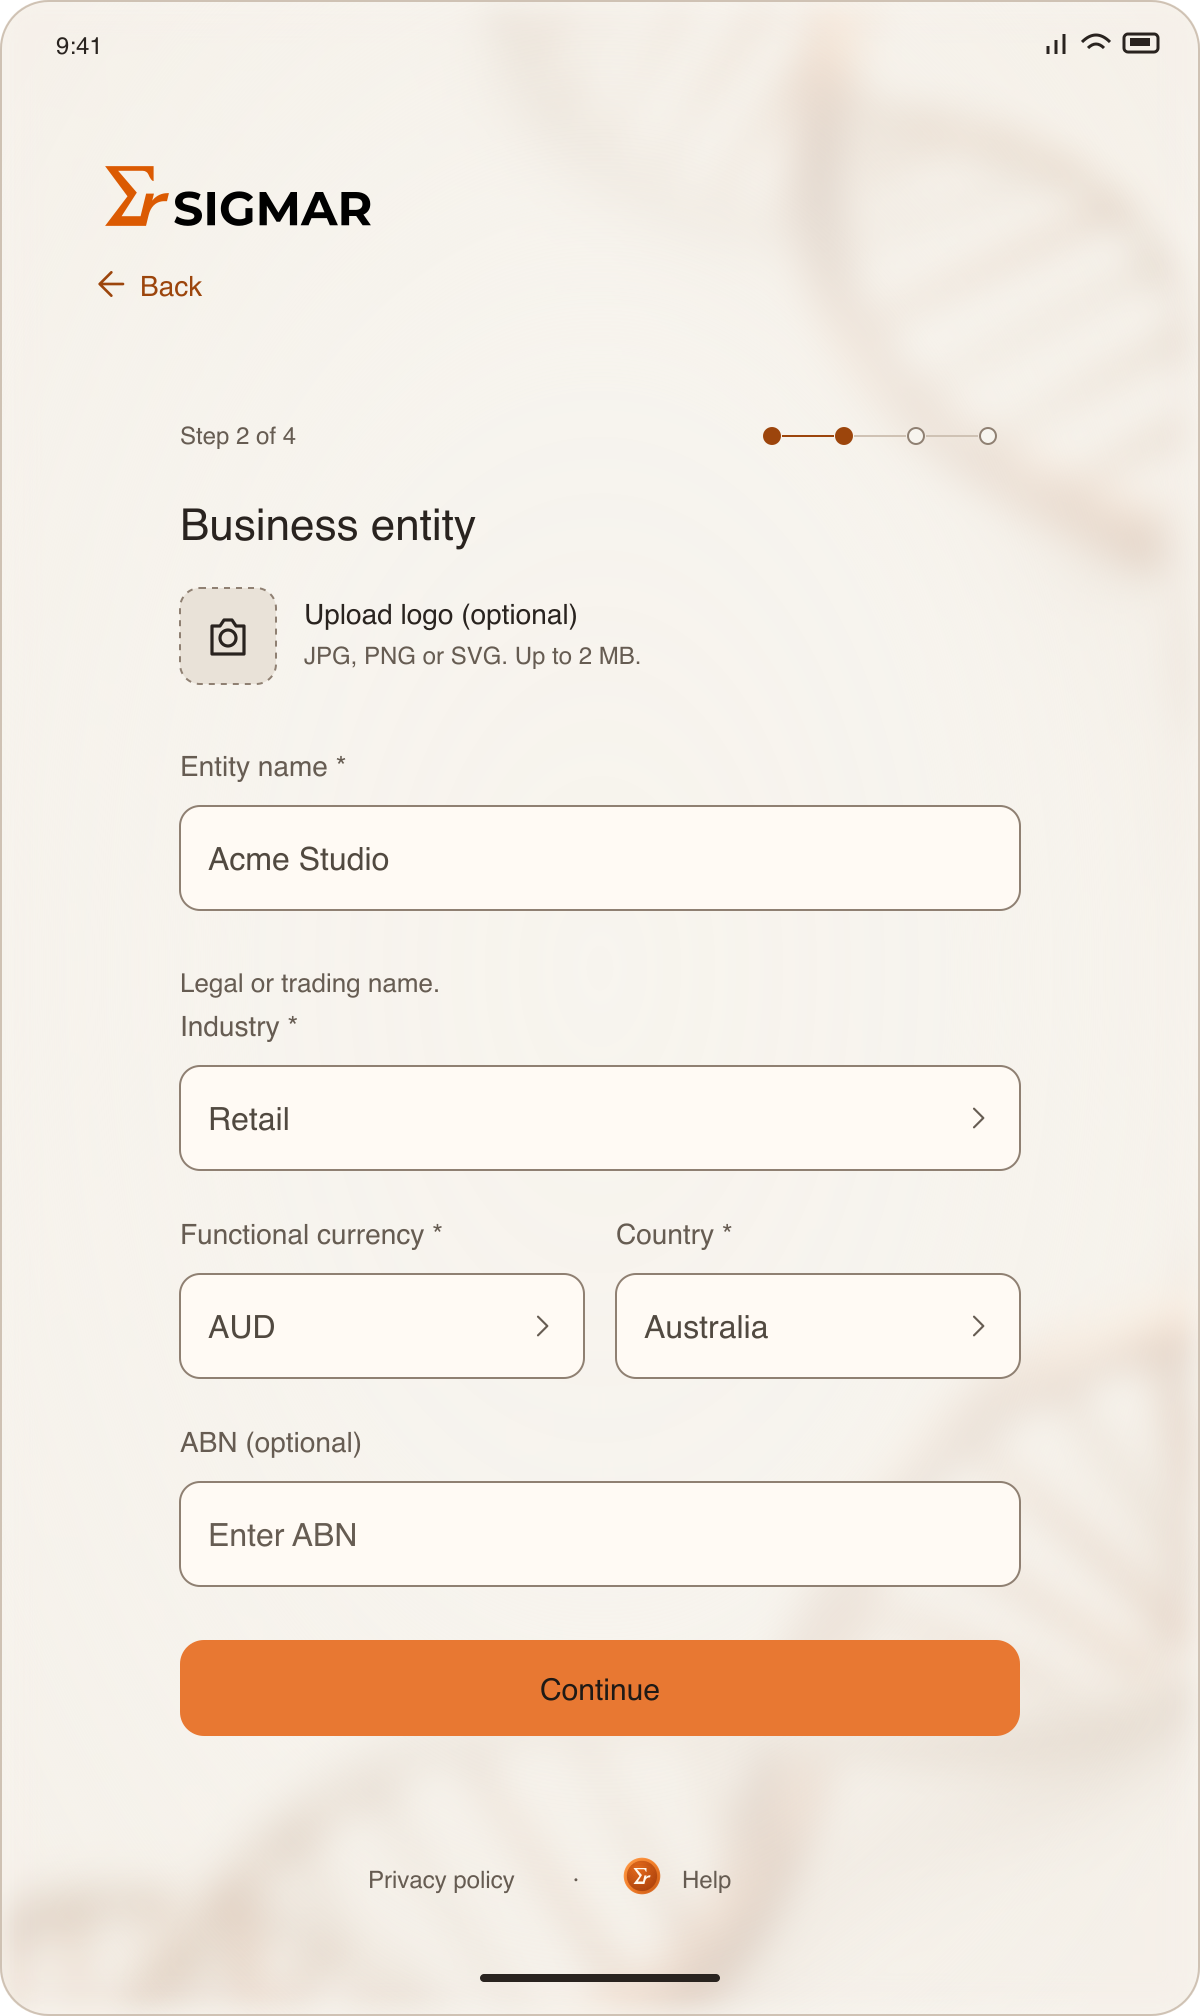 9:41
Σr SIGMAR
Back
Step 2 of 4
Business entity
Upload logo (optional)
JPG, PNG or SVG. Up to 2 MB.
Entity name *
Acme Studio
Legal or trading name.
Industry *
Retail
Functional currency * Country *
AUD Australia
ABN (optional)
Enter ABN
Continue
Privacy policy · Σr Help